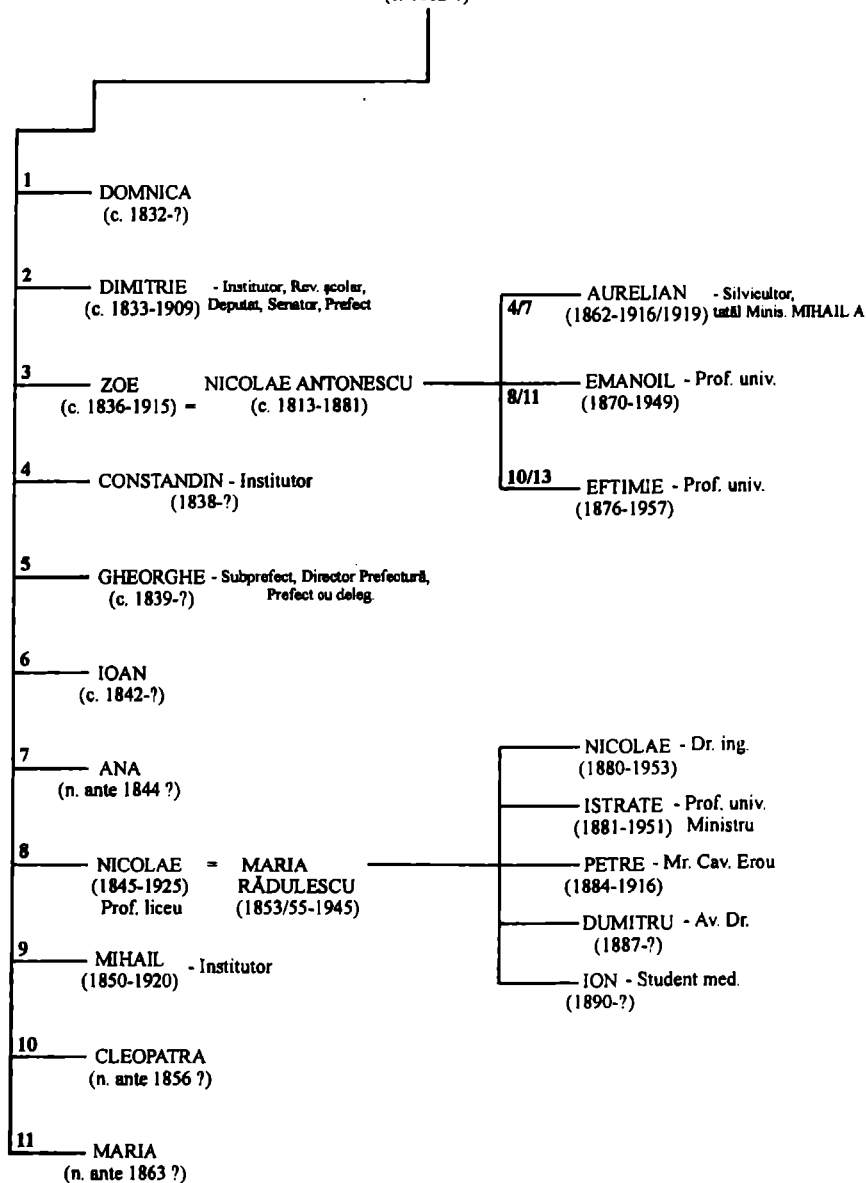 1
DOMNICA
(c. 1832-?)
2
DIMITRIE - Institutor, Rev. şcolar,
(c. 1833-1909) Deputat, Senator, Prefect
3
ZOE NICOLAE ANTONESCU
(c. 1836-1915) = (c. 1813-1881)
4/7
AURELIAN - Silvicultor,
(1862-1916/1919) tatăl Minis. MIHAIL A
8/11
EMANOIL - Prof. univ.
(1870-1949)
10/13
EFTIMIE - Prof. univ.
(1876-1957)
4
CONSTANDIN - Institutor
(1838-?)
5
GHEORGHE - Subprefect, Director Prefectură,
(c. 1839-?) Prefect cu deleg.
6
IOAN
(c. 1842-?)
7
ANA
(n. ante 1844 ?)
8
NICOLAE = MARIA
(1845-1925) RĂDULESCU
Prof. liceu (1853/55-1945)
NICOLAE - Dr. ing.
(1880-1953)
ISTRATE - Prof. univ.
(1881-1951) Ministru
PETRE - Mr. Cav. Erou
(1884-1916)
DUMITRU - Av. Dr.
(1887-?)
ION - Student med.
(1890-?)
9
MIHAIL - Institutor
(1850-1920)
10
CLEOPATRA
(n. ante 1856 ?)
11
MARIA
(n. ante 1863 ?)